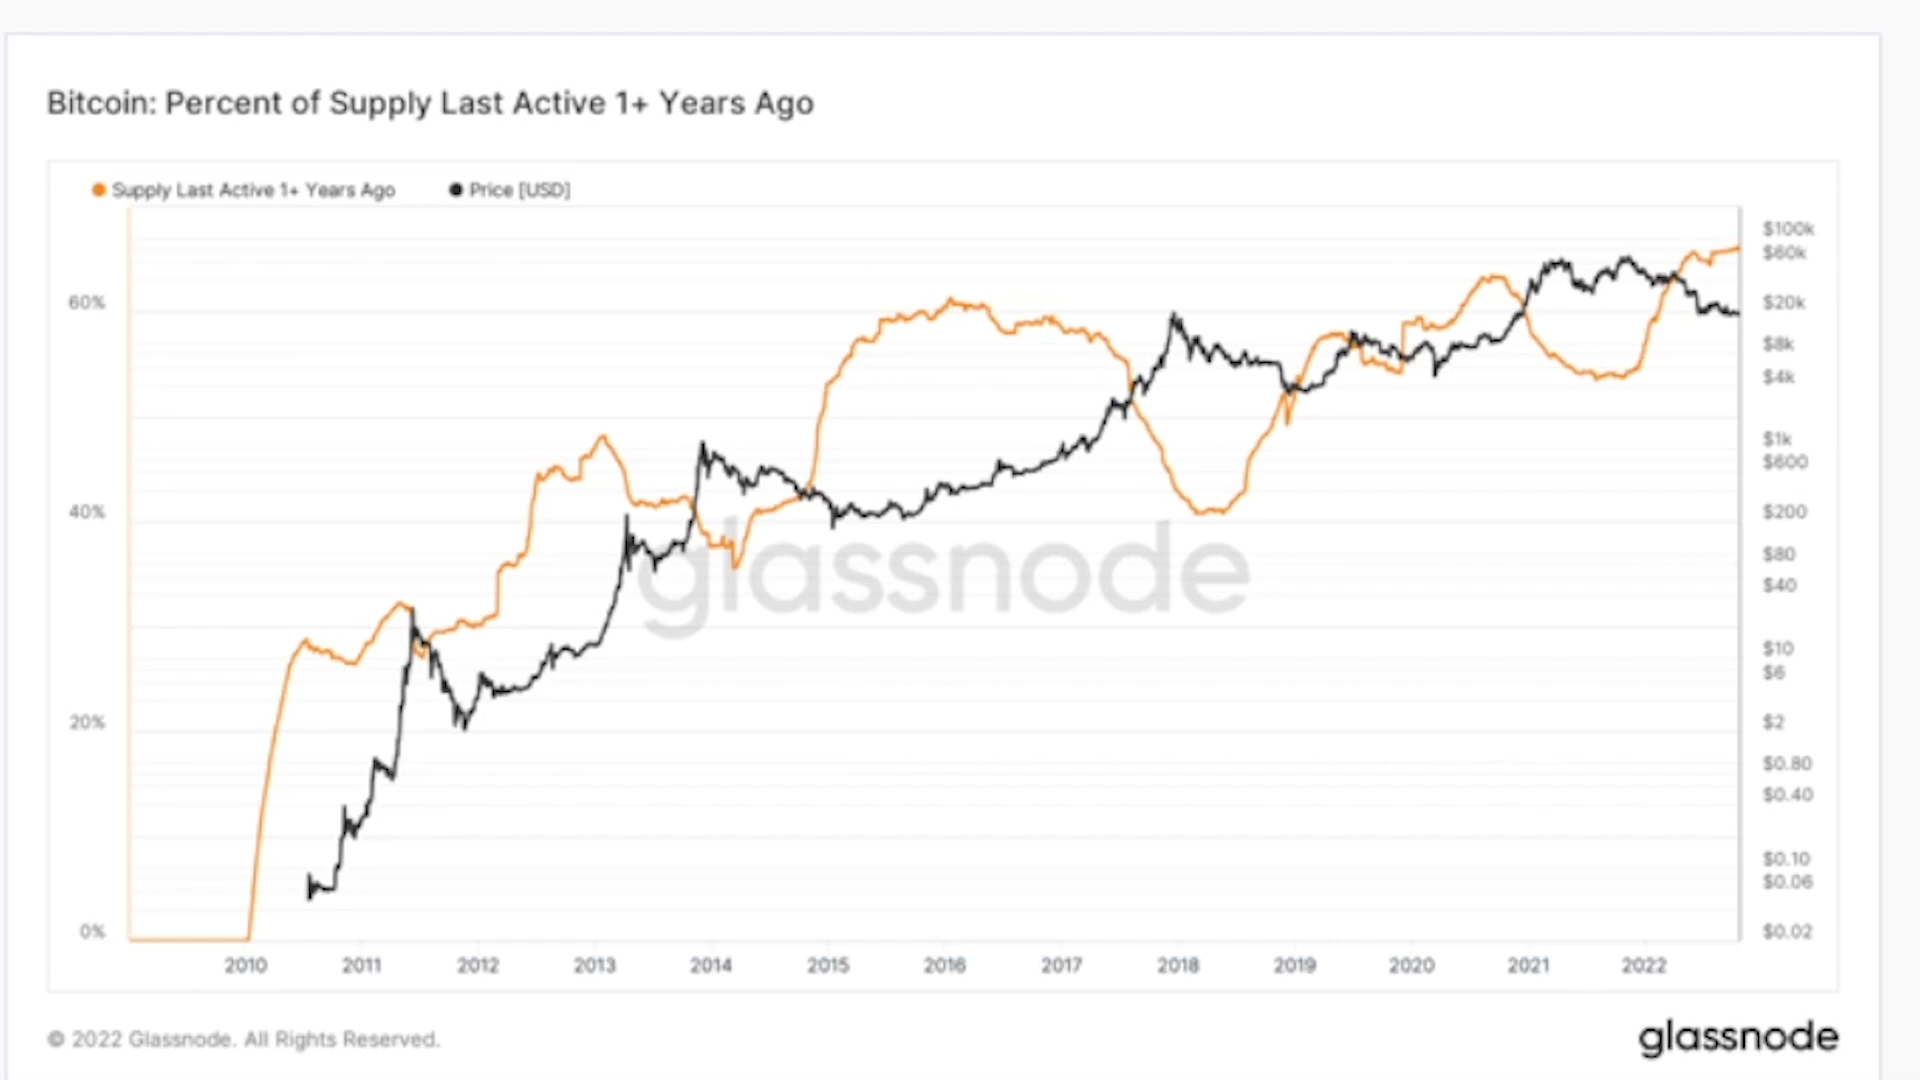 Bitcoin: Percent of Supply Last Active 1+ Years Ago
Supply Last Active 1+ Years Ago
Price [USD]
60%
40%
20%
0%
$100k
$60k
$20k
$8k
$4k
$1k
$600
$200
$80
$40
$10
$6
$2
$0.80
$0.40
$0.10
$0.06
$0.02
glassnode
2010 2011 2012 2013 2014 2015 2016 2017 2018 2019 2020 2021 2022
© 2022 Glassnode. All Rights Reserved.
glassnode